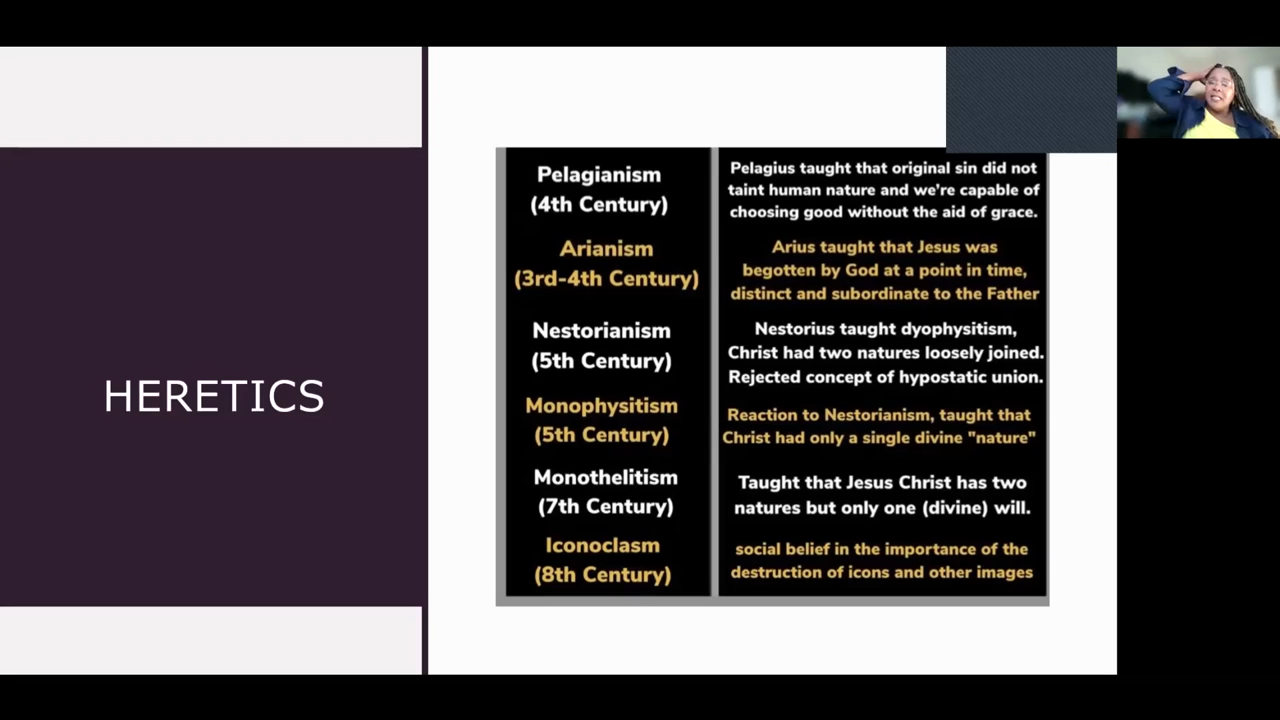 HERETICS
Pelagianism
(4th Century)
Pelagius taught that original sin did not
taint human nature and we're capable of
choosing good without the aid of grace.
Arianism
(3rd-4th Century)
Arius taught that Jesus was
begotten by God at a point in time,
distinct and subordinate to the Father
Nestorianism
(5th Century)
Nestorius taught dyophysitism,
Christ had two natures loosely joined.
Rejected concept of hypostatic union.
Monophysitism
(5th Century)
Reaction to Nestorianism, taught that
Christ had only a single divine "nature"
Monothelitism
(7th Century)
Taught that Jesus Christ has two
natures but only one (divine) will.
Iconoclasm
(8th Century)
social belief in the importance of the
destruction of icons and other images